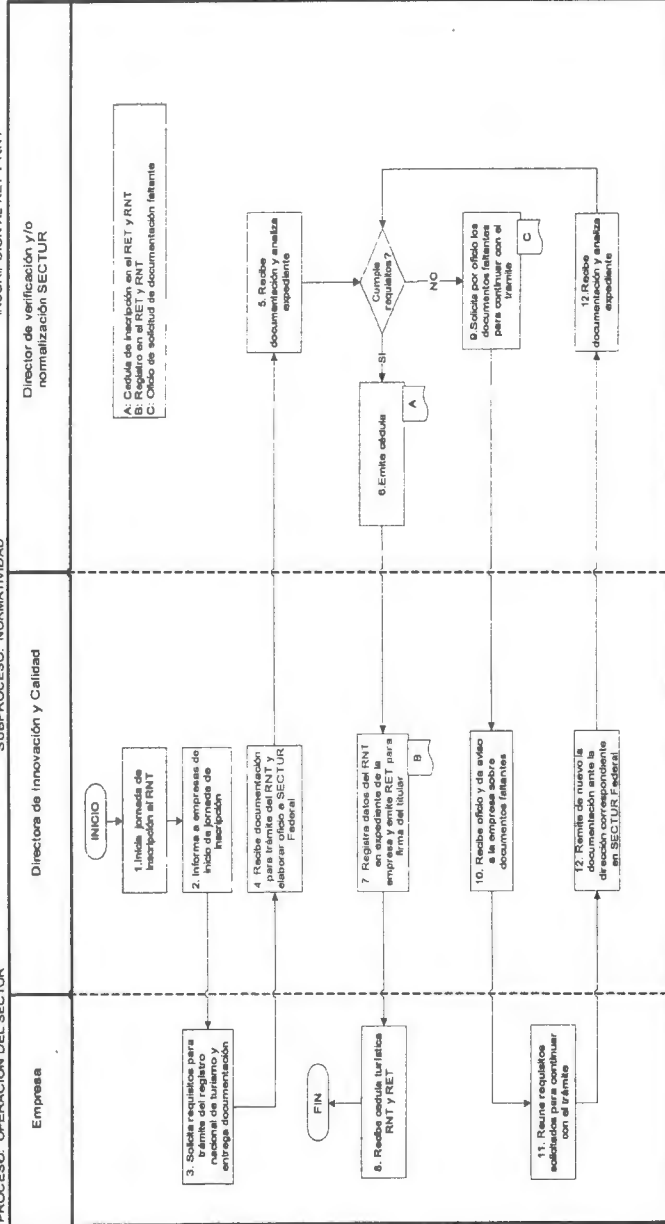 PROCESO: OPERACIÓN DEL SECTOR
SUBPROCESO: NORMATIVIDAD
Empresa
Directora de Innovación y Calidad
Director de verificación y/o
normalización SECTUR
INICIO
1.Inicia jornada de
inscripción al RNT
2. Informa a empresas de
inicio de jornada de
inscripción
3. Solicita requisitos para
trámite del registro
nacional de turismo y
entrega documentación
4 Recibe documentación
para trámite del RNT y
elaborar oficio a SECTUR
Federal
5. Recibe
documentación y analiza
expediente
Cumple
requisitos?
SI
NO
6.Emite cédula
A
7 Registra datos del RNT
en expediente de la
empresa y emite RET para
firma del titular
B
8. Recibe cedula turística
RNT y RET
FIN
9.Solicita por oficio los
documentos faltantes
para continuar con el
tramite
C
10. Recibe oficio y da aviso
a la empresa sobre
documentos faltantes
11. Reune requisitos
solicitados para continuar
con el trámite
12. Remite de nuevo la
documentación ante la
dirección correspondiente
en SECTUR Federal
12.Recibe
documentación y analiza
expediente
A: Cedula de inscripción en el RET y RNT
B: Registro en el RET y RNT
C: Oficio de solicitud de documentación faltante